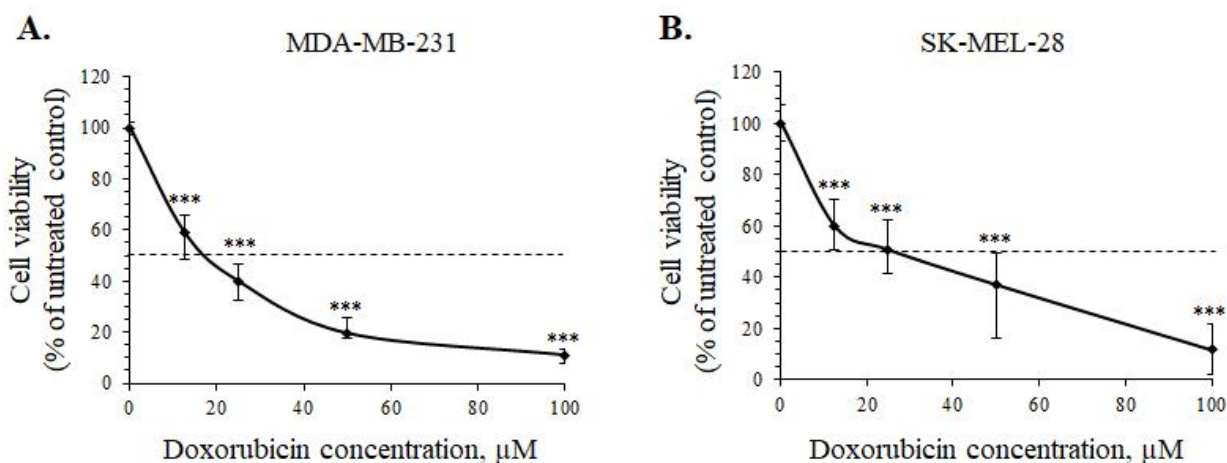 A.
MDA-MB-231
Cell viability
(% of untreated control)
120
100
80
60
40
20
0
***
***
***
***
0 20 40 60 80 100
Doxorubicin concentration, µM
B.
SK-MEL-28
Cell viability
(% of untreated control)
120
100
80
60
40
20
0
***
***
***
***
0 20 40 60 80 100
Doxorubicin concentration, µM